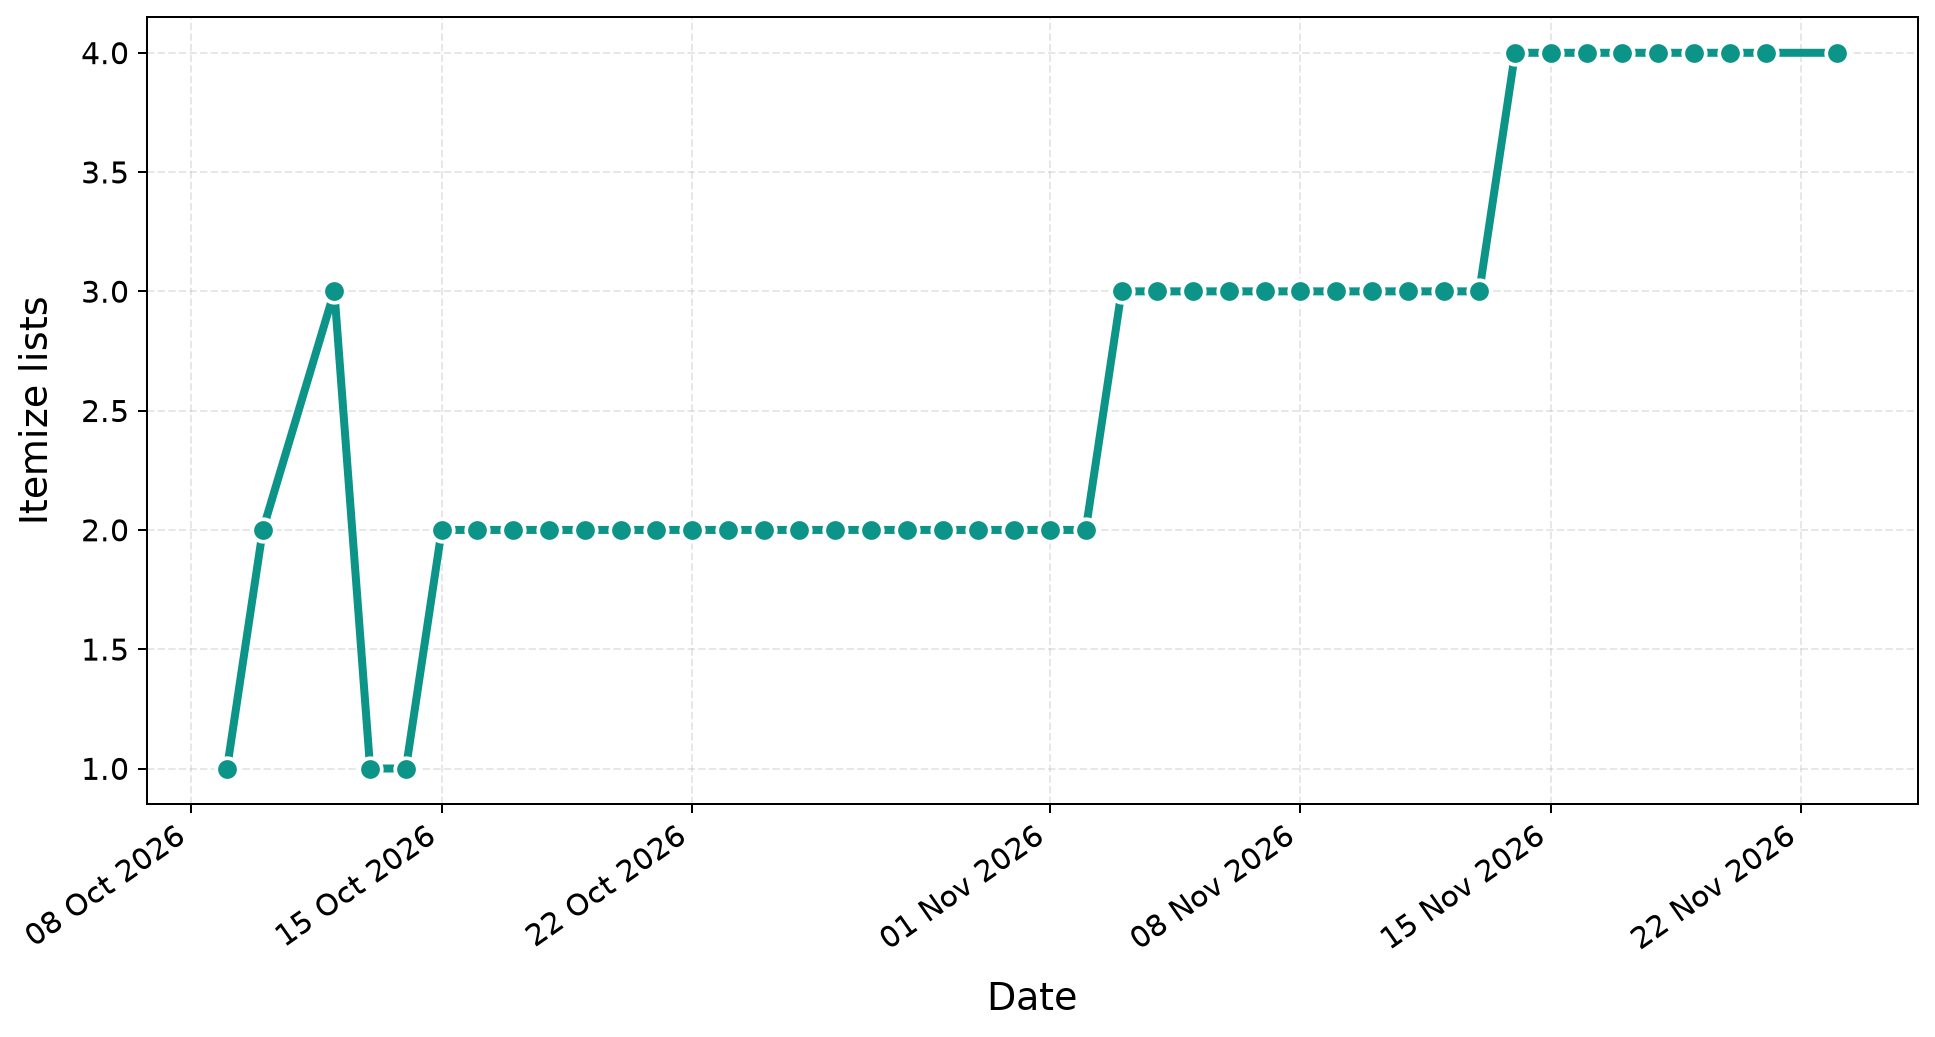 4.0
3.5
3.0
2.5
2.0
1.5
1.0
Itemize lists
08 Oct 2026
15 Oct 2026
22 Oct 2026
01 Nov 2026
08 Nov 2026
15 Nov 2026
22 Nov 2026
Date